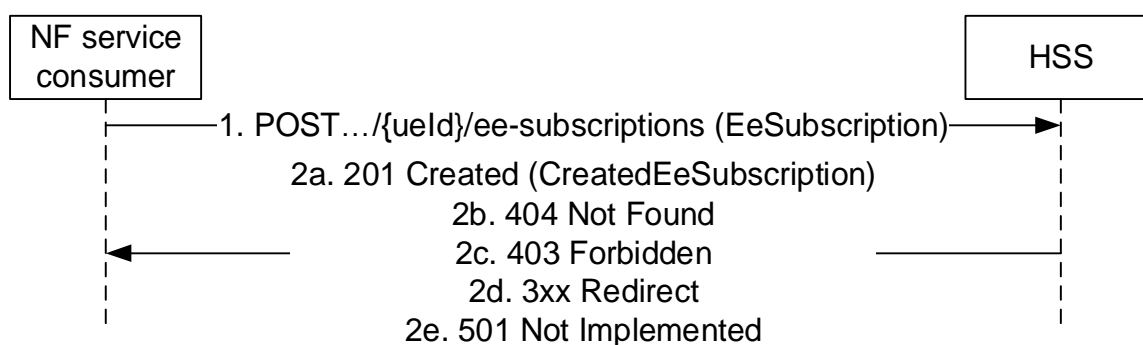 NF service
consumer
HSS
1. POST…/{ueId}/ee-subscriptions (EeSubscription)
2a. 201 Created (CreatedEeSubscription)
2b. 404 Not Found
2c. 403 Forbidden
2d. 3xx Redirect
2e. 501 Not Implemented